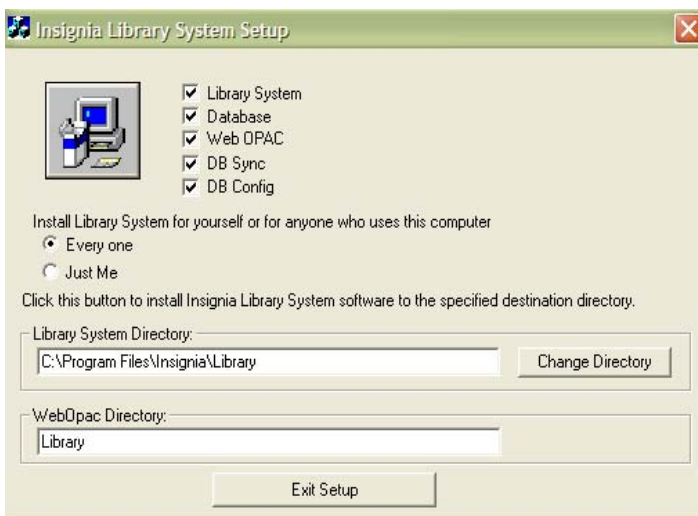 Insignia Library System Setup
Library System
Database
Web OPAC
DB Sync
DB Config
Install Library System for yourself or for anyone who uses this computer
Every one
Just Me
Click this button to install Insignia Library System software to the specified destination directory.
Library System Directory:
C:\Program Files\Insignia\Library
Change Directory
WebOpac Directory:
Library
Exit Setup